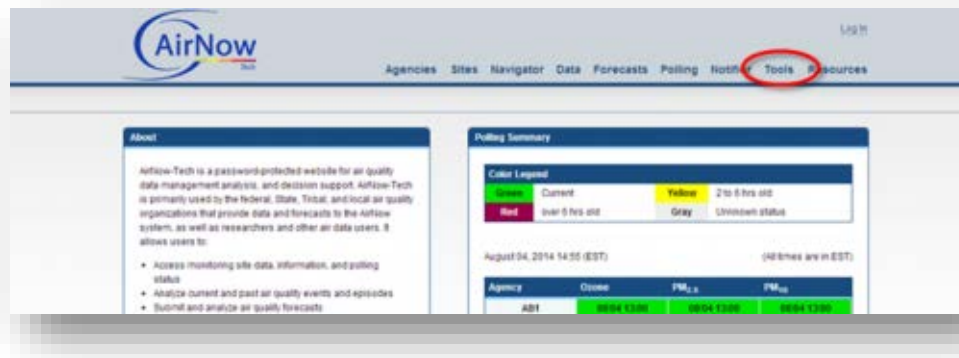 AirNow
Tech
Log In
Agencies Sites Navigator Data Forecasts Polling Notifier Tools Resources
About
AirNow-Tech is a password-protected website for air quality
data management analysis, and decision support. AirNow-Tech
is primarily used by the federal, State, Tribal, and local air quality
organizations that provide data and forecasts to the AirNow
system, as well as researchers and other air data users. It
allows users to:
• Access monitoring site data, information, and polling
status
• Analyze current and past air quality events and episodes
• Submit and analyze air quality forecasts
Polling Summary
Color Legend
Green Current Yellow 2 to 6 hrs old
Red over 6 hrs old Gray Unknown status
August 04, 2014 14:55 (EST) (All times are in EST)
Agency Ozone PM2.5 PM10
AB1 08/04 13:00 08/04 13:00 08/04 13:00